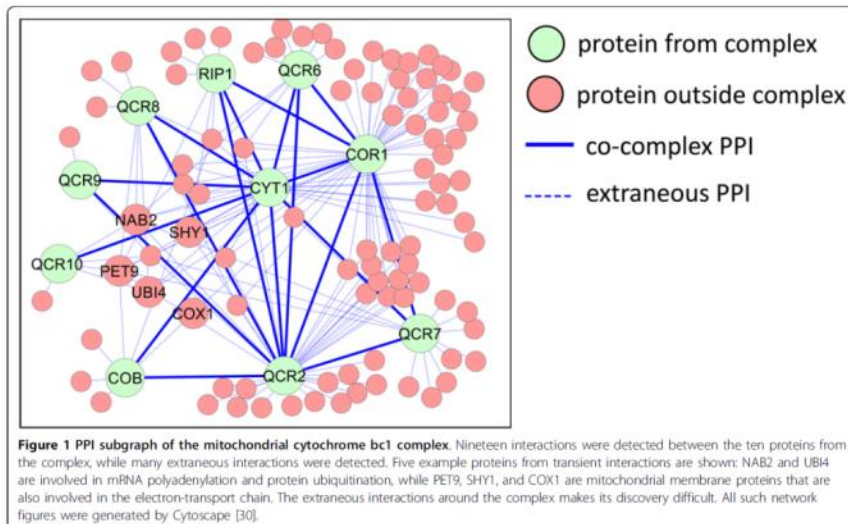 RIP1
QCR6
QCR8
COR1
QCR9
CYT1
NAB2
SHY1
QCR10
PET9
UBI4
COX1
QCR7
COB
QCR2
protein from complex
protein outside complex
co-complex PPI
extraneous PPI
Figure 1 PPI subgraph of the mitochondrial cytochrome bc1 complex. Nineteen interactions were detected between the ten proteins from
the complex, while many extraneous interactions were detected. Five example proteins from transient interactions are shown: NAB2 and UBI4
are involved in mRNA polyadenylation and protein ubiquitination, while PET9, SHY1, and COX1 are mitochondrial membrane proteins that are
also involved in the electron-transport chain. The extraneous interactions around the complex makes its discovery difficult. All such network
figures were generated by Cytoscape [30].